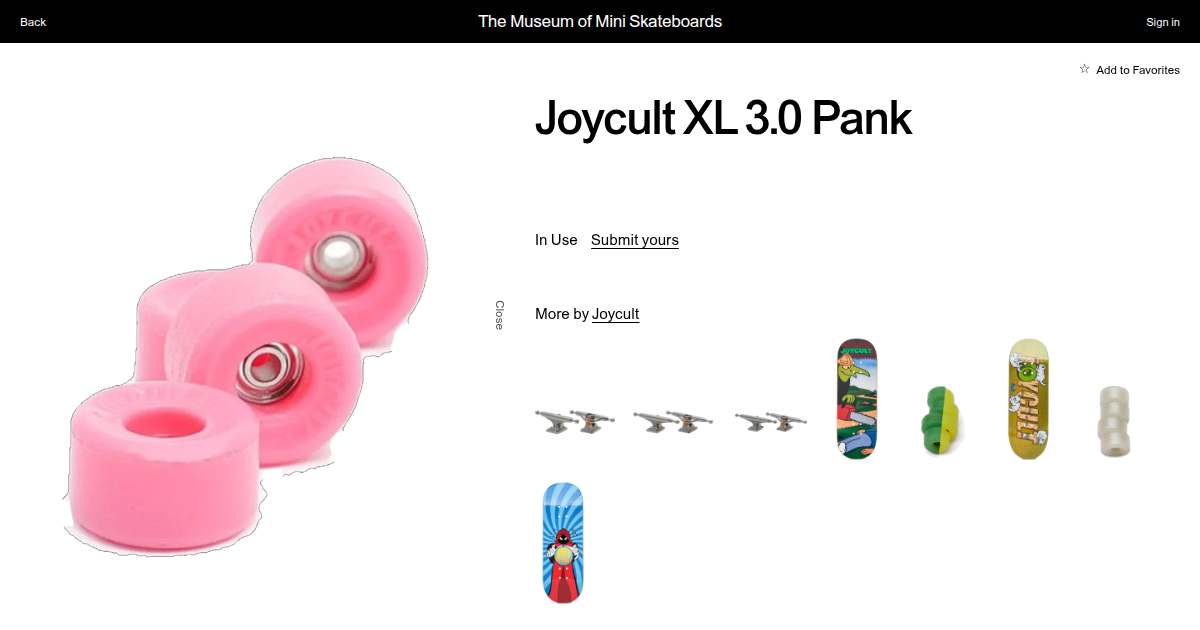 Back
The Museum of Mini Skateboards
Sign in
☆ Add to Favorites
Joycult XL 3.0 Pank
In Use Submit yours
Close
More by Joycult
JOYCULT